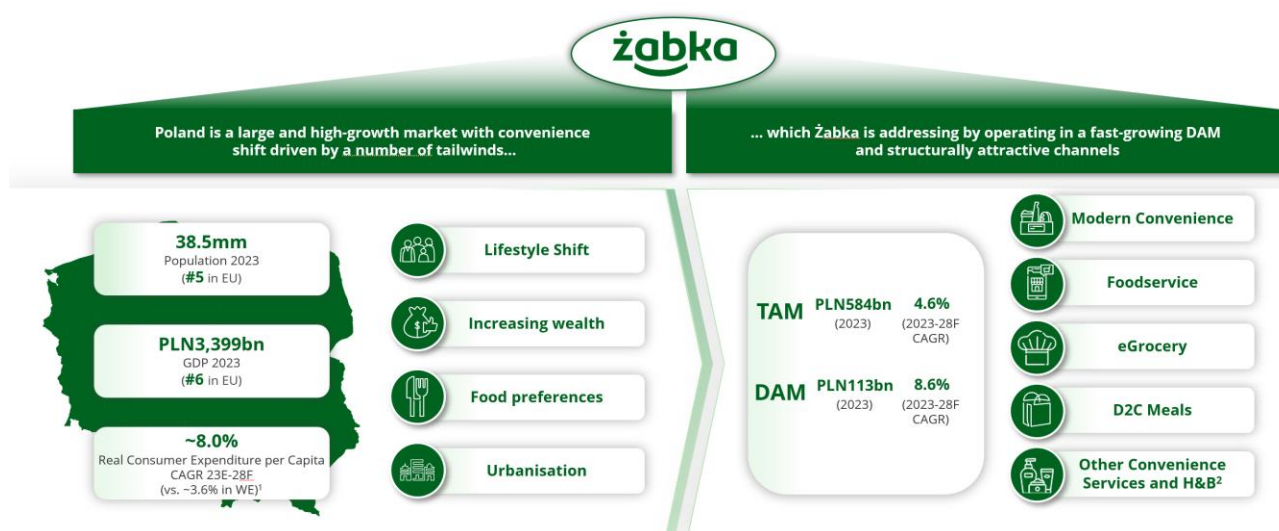 żabka
Poland is a large and high-growth market with convenience
shift driven by a number of tailwinds...
... which Żabka is addressing by operating in a fast-growing DAM
and structurally attractive channels
38.5mm
Population 2023
(#5 in EU)
PLN3,399bn
GDP 2023
(#6 in EU)
~8.0%
Real Consumer Expenditure per Capita
CAGR 23E-28F
(vs. ~3.6% in WE)¹
Lifestyle Shift
Increasing wealth
Food preferences
Urbanisation
TAM PLN584bn 4.6%
(2023) (2023-28F
CAGR)
DAM PLN113bn 8.6%
(2023) (2023-28F
CAGR)
Modern Convenience
Foodservice
eGrocery
D2C Meals
Other Convenience
Services and H&B²